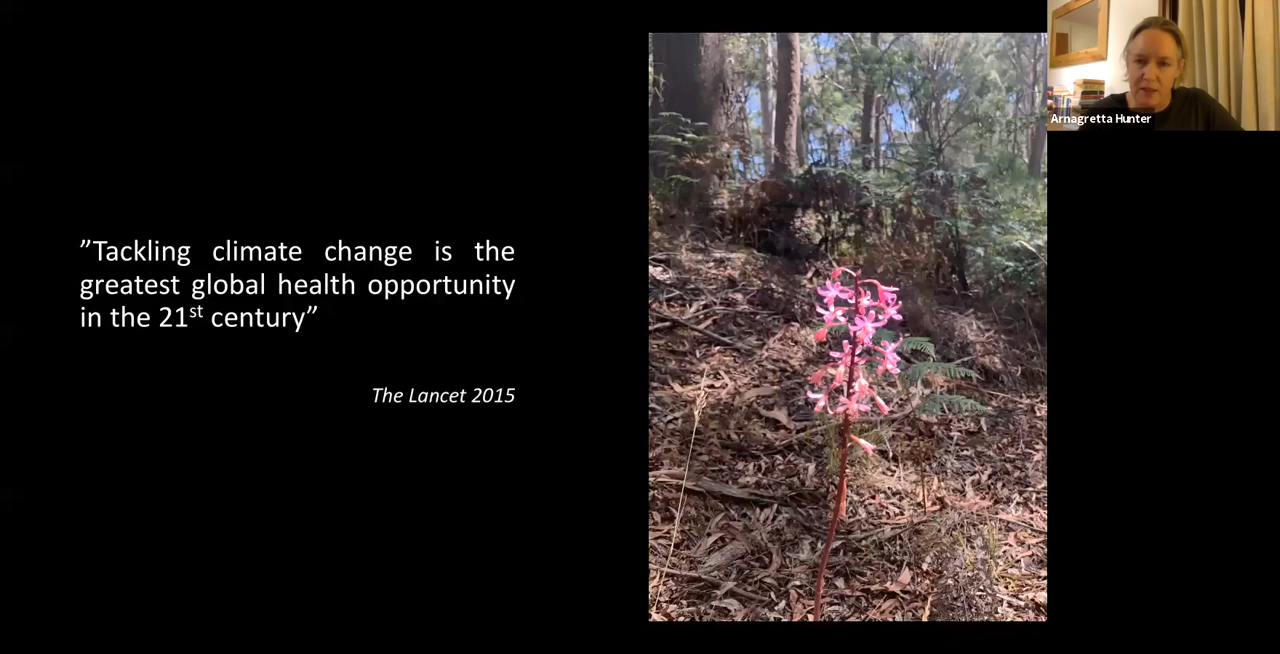 ”Tackling climate change is the
greatest global health opportunity
in the 21st century”
The Lancet 2015
Arnagretta Hunter